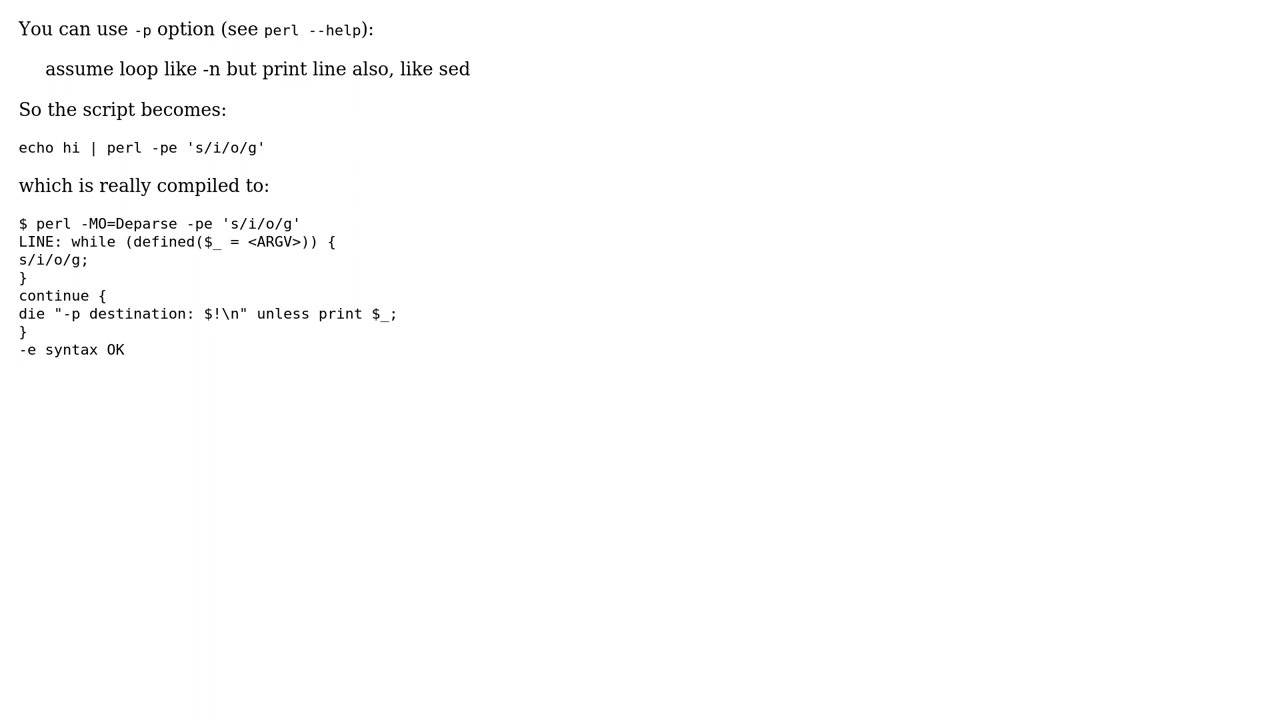 You can use -p option (see perl --help):
assume loop like -n but print line also, like sed
So the script becomes:
echo hi | perl -pe 's/i/o/g'
which is really compiled to:
$ perl -MO=Deparse -pe 's/i/o/g'
LINE: while (defined($_ = <ARGV>)) {
s/i/o/g;
}
continue {
die "-p destination: $!\n" unless print $_;
}
-e syntax OK